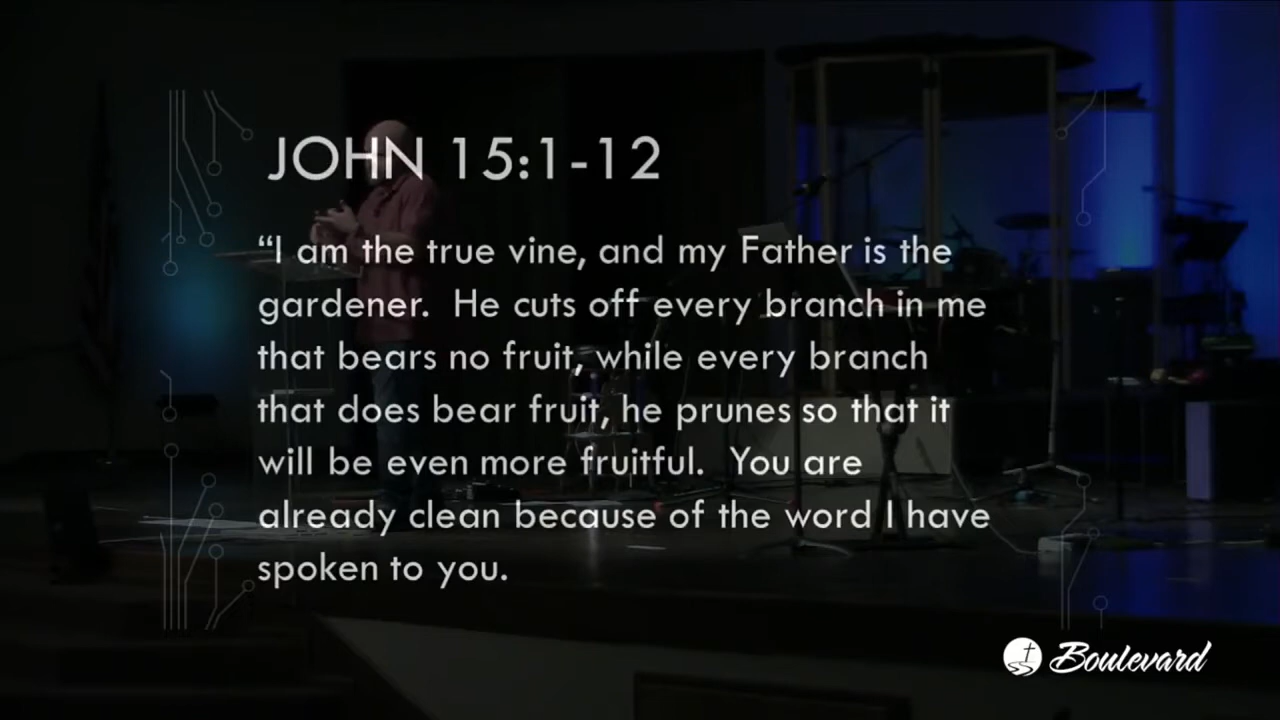 JOHN 15:1-12
“I am the true vine, and my Father is the
gardener.  He cuts off every branch in me
that bears no fruit, while every branch
that does bear fruit, he prunes so that it
will be even more fruitful.  You are
already clean because of the word I have
spoken to you.
Boulevard